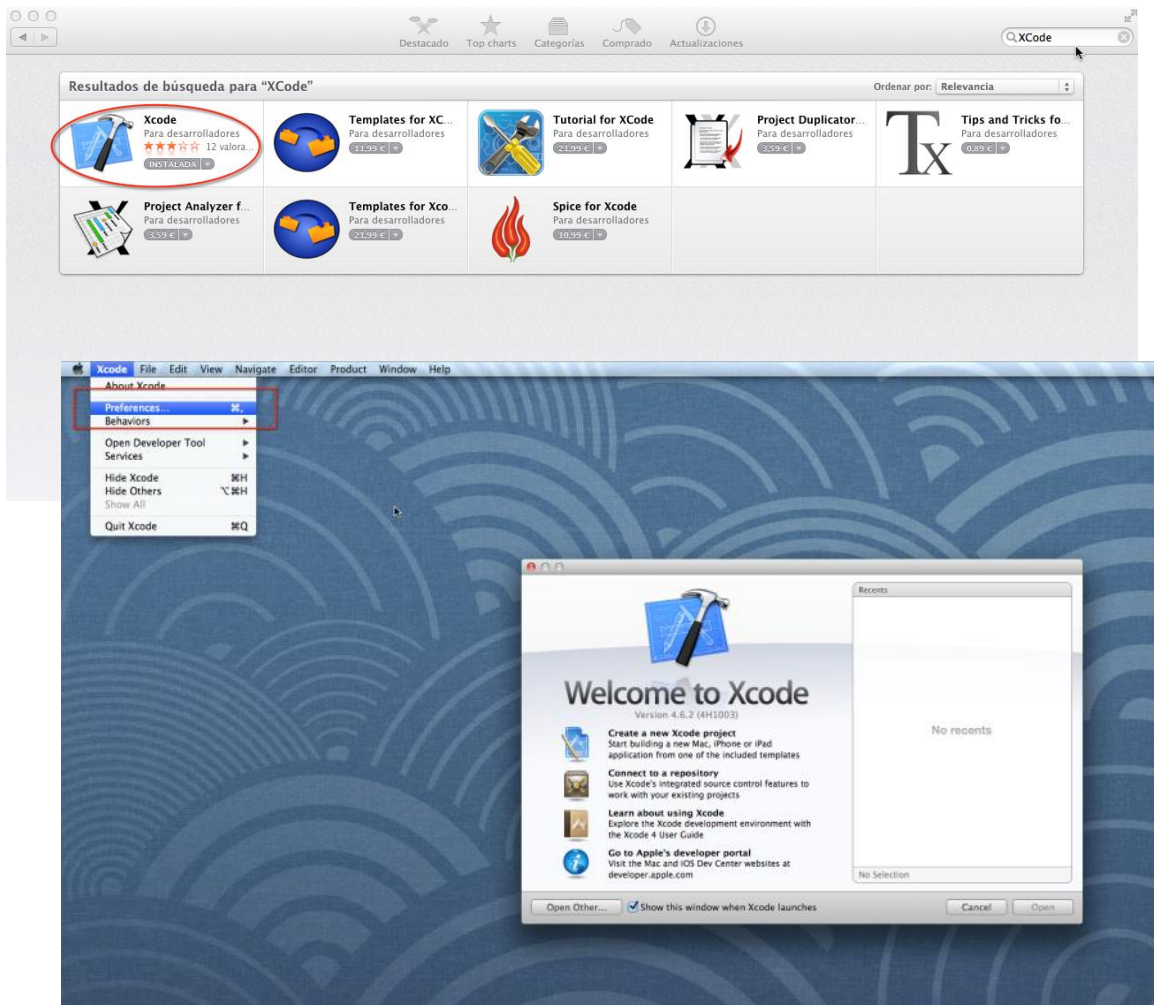 Destacado Top charts Categorías Comprado Actualizaciones
XCode
Resultados de búsqueda para “XCode”
Ordenar por: Relevancia
Xcode
Para desarrolladores
12 valora...
INSTALADA
Templates for XC...
Para desarrolladores
11,99 €
Tutorial for XCode
Para desarrolladores
21,99 €
Project Duplicator...
Para desarrolladores
3,59 €
TX
Tips and Tricks fo...
Para desarrolladores
0,89 €
Project Analyzer f...
Para desarrolladores
3,59 €
Templates for Xco...
Para desarrolladores
21,99 €
Spice for Xcode
Para desarrolladores
10,99 €
Xcode File Edit View Navigate Editor Product Window Help
About Xcode
Preferences... ⌘,
Behaviors
Open Developer Tool
Services
Hide Xcode ⌘H
Hide Others ⌥⌘H
Show All
Quit Xcode ⌘Q
Welcome to Xcode
Version 4.6.2 (4H1003)
Create a new Xcode project
Start building a new Mac, iPhone or iPad
application from one of the included templates
Connect to a repository
Use Xcode's integrated source control features to
work with your existing projects
Learn about using Xcode
Explore the Xcode development environment with
the Xcode 4 User Guide
Go to Apple's developer portal
Visit the Mac and iOS Dev Center websites at
developer.apple.com
Recents
No recents
No Selection
Open Other... Show this window when Xcode launches
Cancel Open